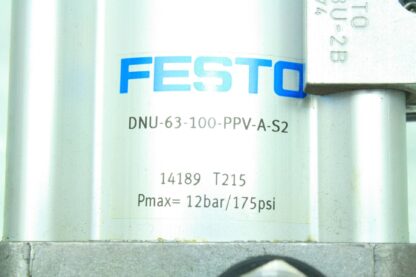 FESTO
DNU-63-100-PPV-A-S2
14189 T215
Pmax= 12bar/175psi